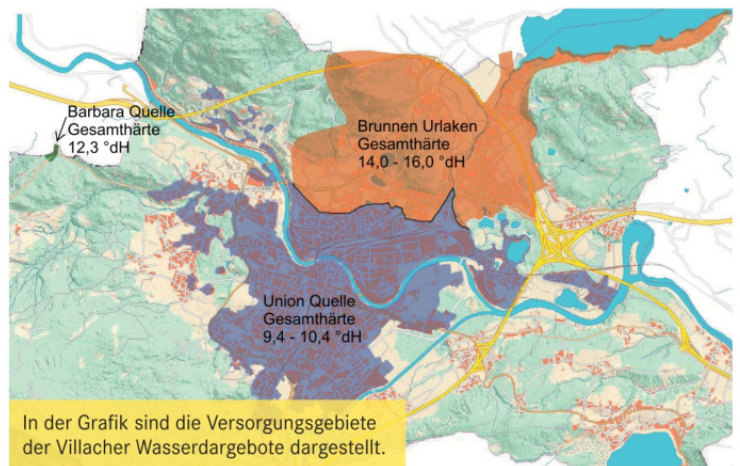 Barbara Quelle
Gesamthärte
12,3 °dH
Brunnen Urlaken
Gesamthärte
14,0 - 16,0 °dH
Union Quelle
Gesamthärte
9,4 - 10,4 °dH
In der Grafik sind die Versorgungsgebiete
der Villacher Wasserdargebote dargestellt.